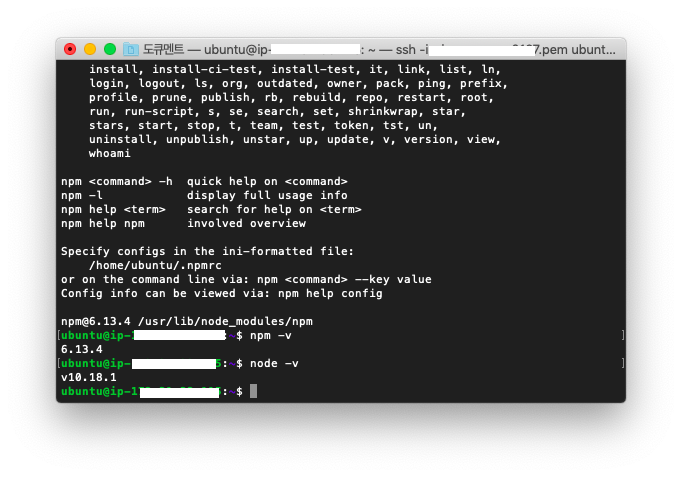 도큐멘트 — ubuntu@ip- : ~ — ssh -i .pem ubunt...
install, install-ci-test, install-test, it, link, list, ln,
login, logout, ls, org, outdated, owner, pack, ping, prefix,
profile, prune, publish, rb, rebuild, repo, restart, root,
run, run-script, s, se, search, set, shrinkwrap, star,
stars, start, stop, t, team, test, token, tst, un,
uninstall, unpublish, unstar, up, update, v, version, view,
whoami
npm <command> -h  quick help on <command>
npm -l            display full usage info
npm help <term>   search for help on <term>
npm help npm      involved overview
Specify configs in the ini-formatted file:
/home/ubuntu/.npmrc
or on the command line via: npm <command> --key value
Config info can be viewed via: npm help config
npm@6.13.4 /usr/lib/node_modules/npm
[ubuntu@ip- :~$ npm -v ]
6.13.4
[ubuntu@ip- :~$ node -v ]
v10.18.1
ubuntu@ip- :~$